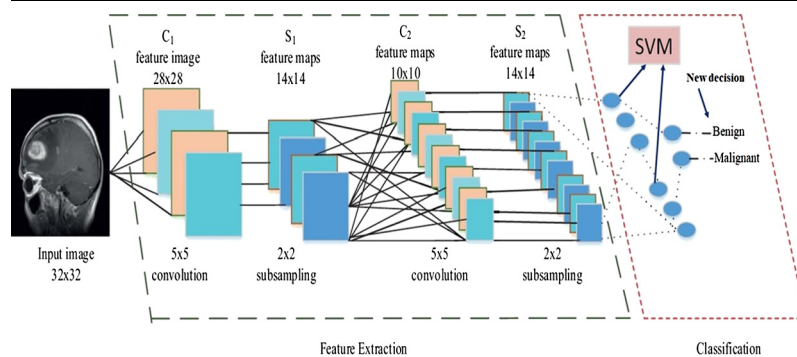 C1
feature image
28x28
S1
feature maps
14x14
C2
feature maps
10x10
S2
feature maps
14x14
SVM
New decision
Benign
Malignant
Input image
32x32
5x5
convolution
2x2
subsampling
5x5
convolution
2x2
subsampling
Feature Extraction
Classification